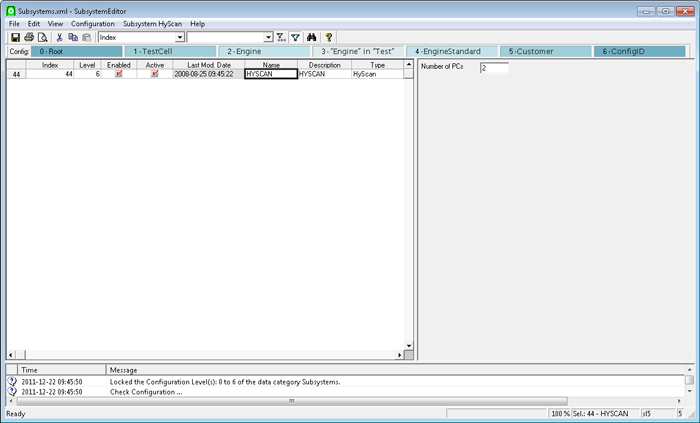 Subsystems.xml - SubsystemEditor
File Edit View Configuration Subsystem HyScan Help
Index
Config: 0 - Root 1 - TestCell 2 - Engine 3 - "Engine" in "Test" 4 - EngineStandard 5 - Customer 6 - ConfigID
Index Level Enabled Active Last Mod. Date Name Description Type
44 44 6 2008-08-25 09:45:22 HYSCAN HYSCAN HyScan
Number of PCs 2
Time Message
2011-12-22 09:45:50 Locked the Configuration Level(s): 0 to 6 of the data category Subsystems.
2011-12-22 09:45:50 Check Configuration ...
Ready 100 % Sel.: 44 - HYSCAN sl5 5